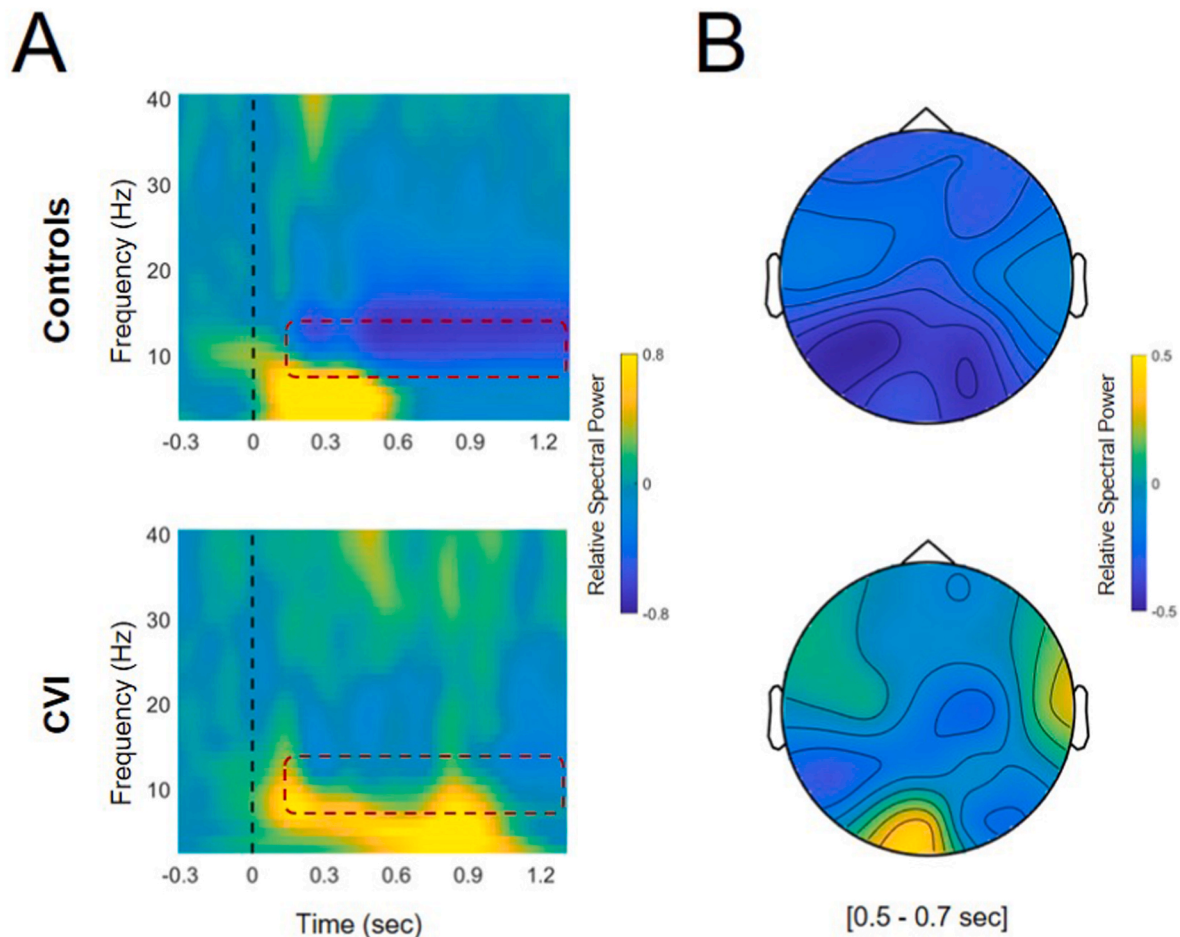 A
B
Controls
Frequency (Hz)
40
30
20
10
-0.3 0 0.3 0.6 0.9 1.2
Relative Spectral Power
0.8
0
-0.8
Relative Spectral Power
0.5
0
-0.5
CVI
Frequency (Hz)
40
30
20
10
-0.3 0 0.3 0.6 0.9 1.2
Time (sec)
[0.5 - 0.7 sec]